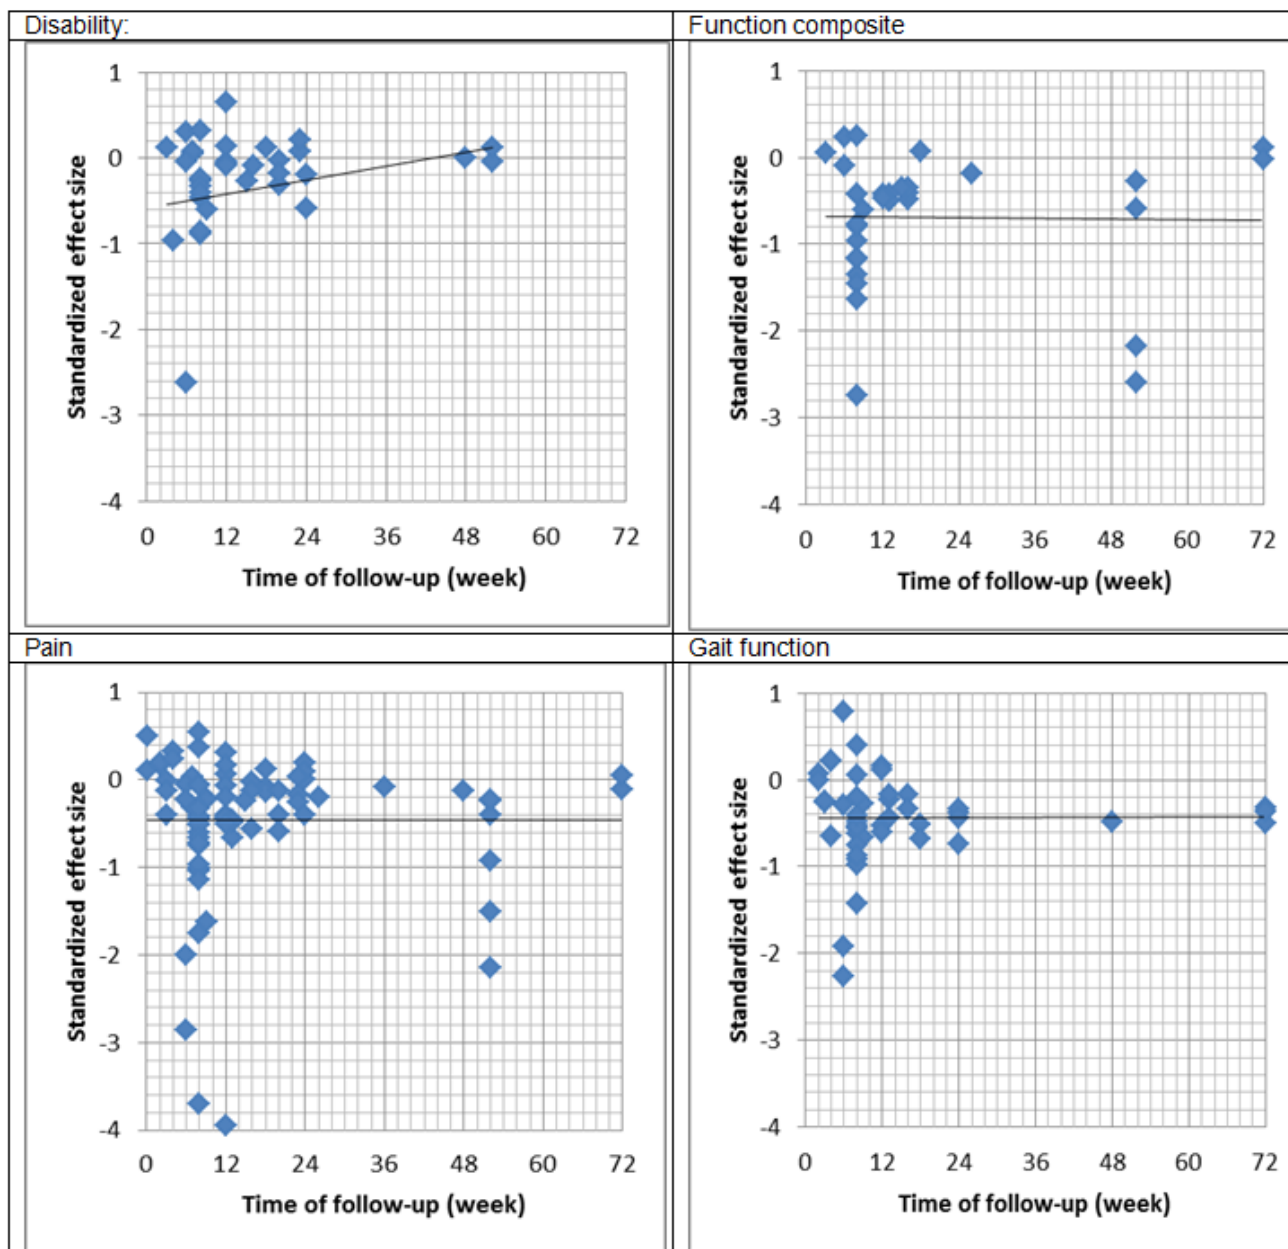 Disability:
Function composite
1
0
-1
-2
-3
-4
0 12 24 36 48 60 72
Standardized effect size
Time of follow-up (week)
1
0
-1
-2
-3
-4
0 12 24 36 48 60 72
Standardized effect size
Time of follow-up (week)
Pain
Gait function
1
0
-1
-2
-3
-4
0 12 24 36 48 60 72
Standardized effect size
Time of follow-up (week)
1
0
-1
-2
-3
-4
0 12 24 36 48 60 72
Standardized effect size
Time of follow-up (week)